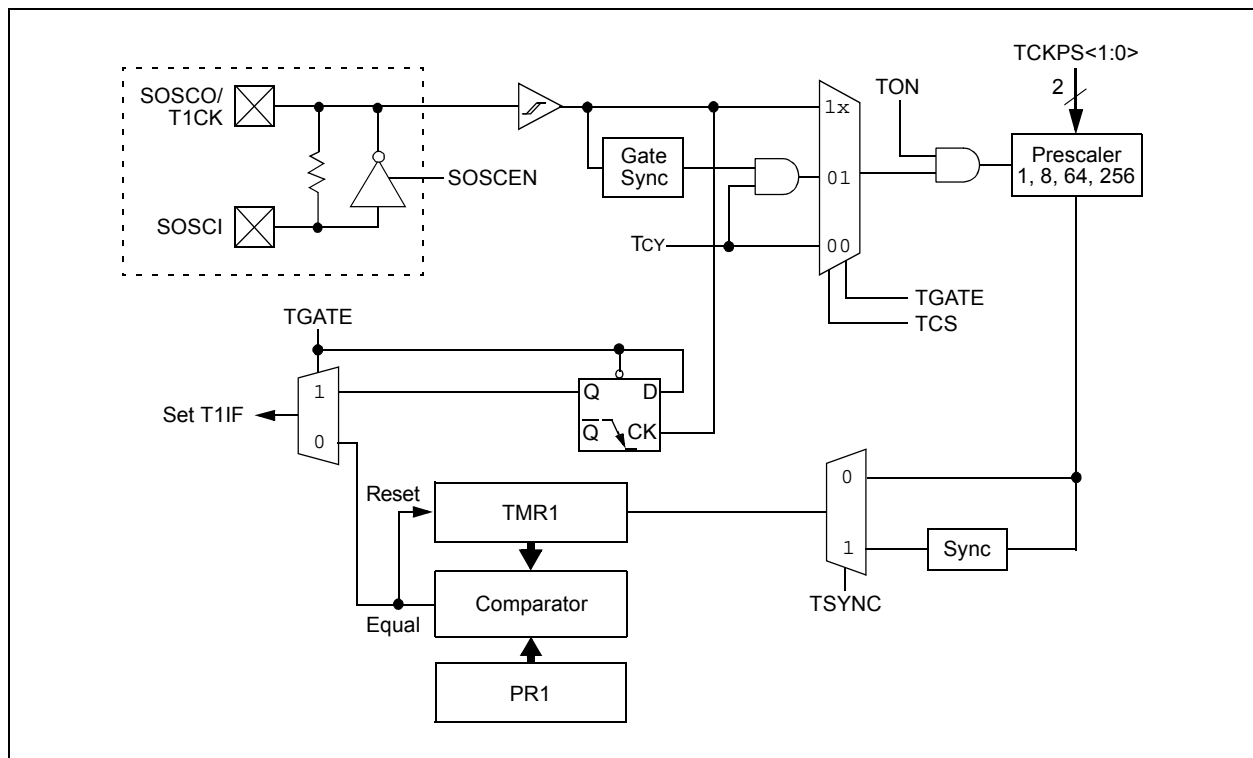 TCKPS<1:0>
2
SOSCO/
T1CK
TON
1x
Gate
Sync
Prescaler
1, 8, 64, 256
SOSCEN
01
SOSCI
TCY
00
TGATE
TCS
TGATE
1
Q
D
Set T1IF
Q
CK
0
Reset
TMR1
0
1
Sync
TSYNC
Comparator
Equal
PR1